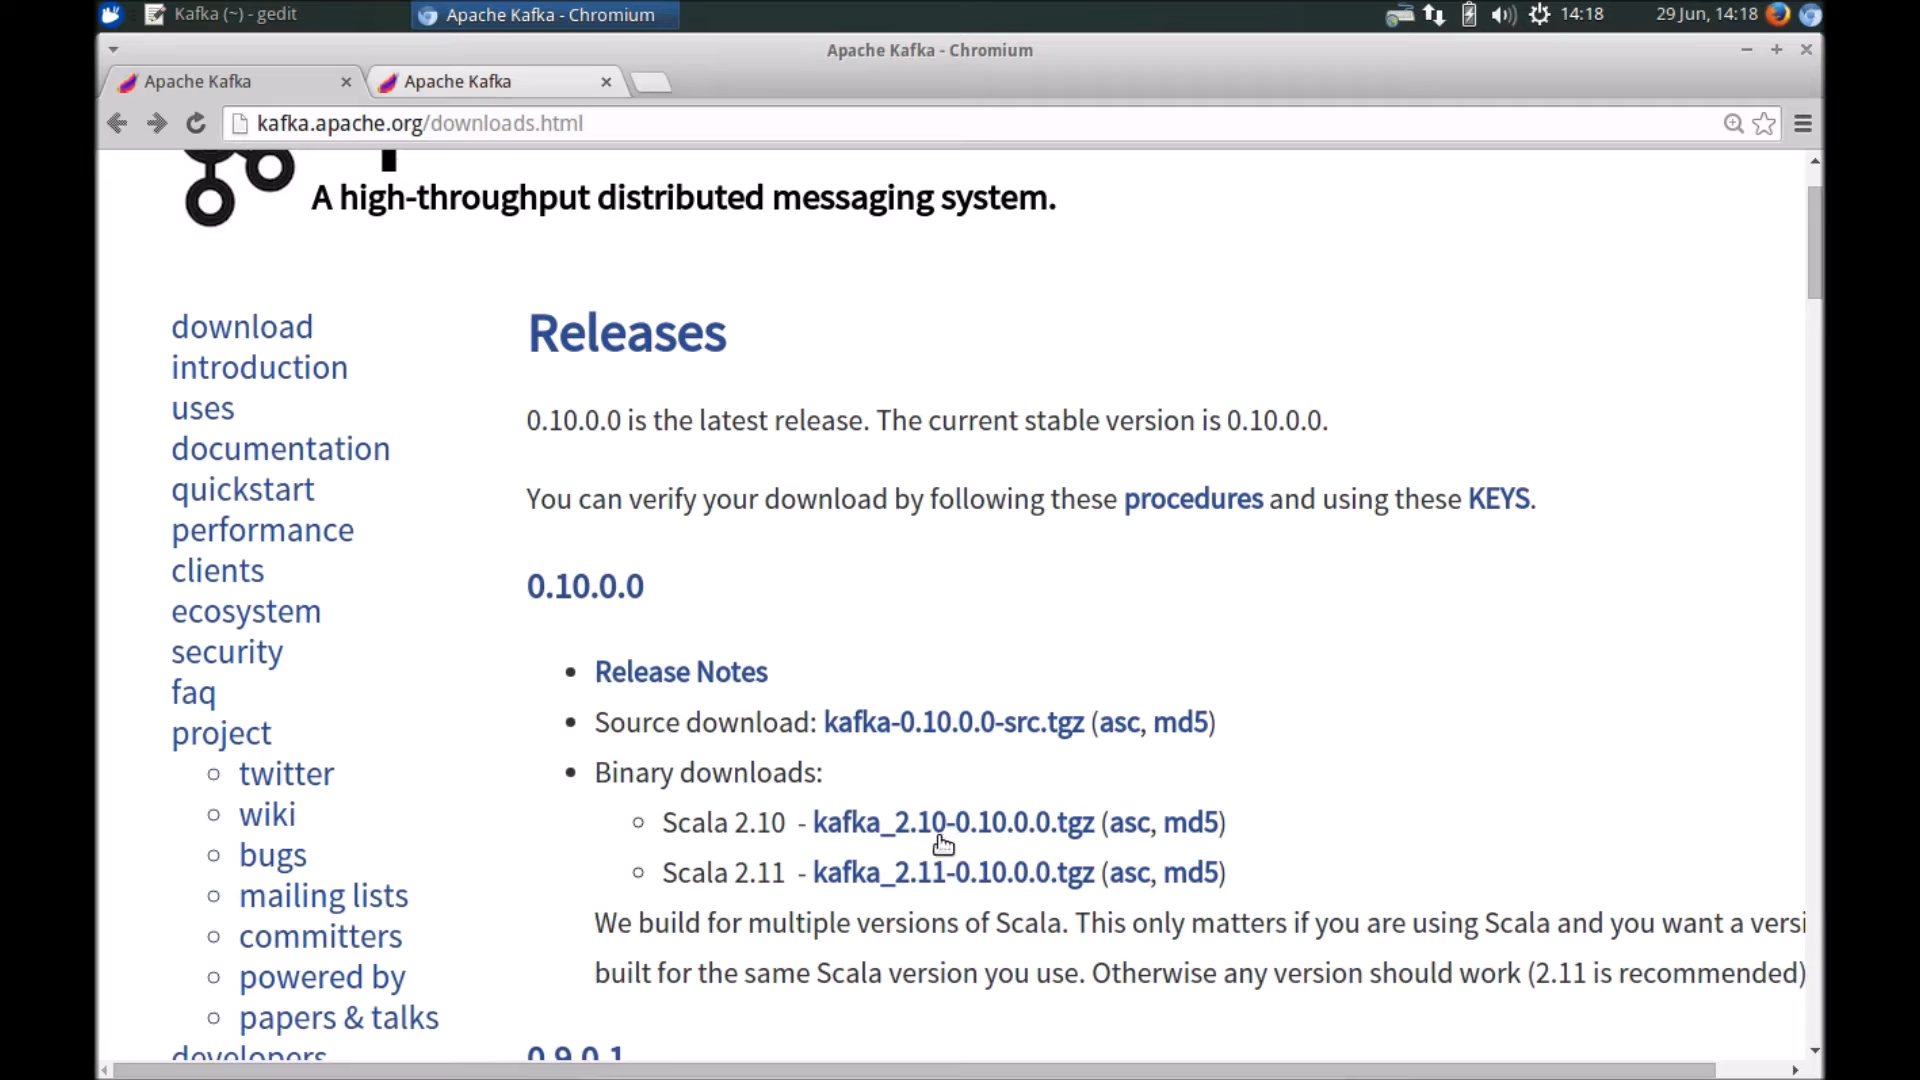 Kafka (~) - gedit
Apache Kafka - Chromium
14:18
29 Jun, 14:18
Apache Kafka - Chromium
Apache Kafka
Apache Kafka
kafka.apache.org/downloads.html
A high-throughput distributed messaging system.
download
introduction
uses
documentation
quickstart
performance
clients
ecosystem
security
faq
project
twitter
wiki
bugs
mailing lists
committers
powered by
papers & talks
developers
Releases
0.10.0.0 is the latest release. The current stable version is 0.10.0.0.
You can verify your download by following these procedures and using these KEYS.
0.10.0.0
Release Notes
Source download: kafka-0.10.0.0-src.tgz (asc, md5)
Binary downloads:
Scala 2.10 - kafka_2.10-0.10.0.0.tgz (asc, md5)
Scala 2.11 - kafka_2.11-0.10.0.0.tgz (asc, md5)
We build for multiple versions of Scala. This only matters if you are using Scala and you want a versi
built for the same Scala version you use. Otherwise any version should work (2.11 is recommended)
0.9.0.1